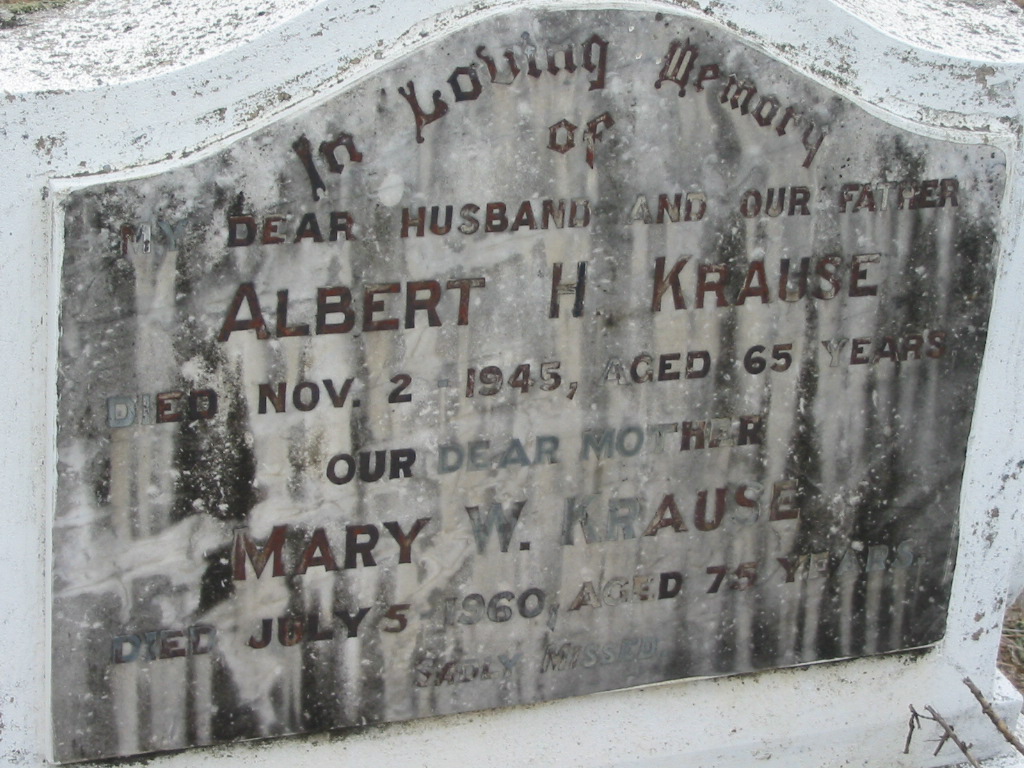 In Loving Memory
of
MY DEAR HUSBAND AND OUR FATHER
ALBERT H. KRAUSE
DIED NOV. 2 1945, AGED 65 YEARS.
OUR DEAR MOTHER
MARY W. KRAUSE
DIED JULY 5 1960, AGED 75 YEARS.
SADLY MISSED.